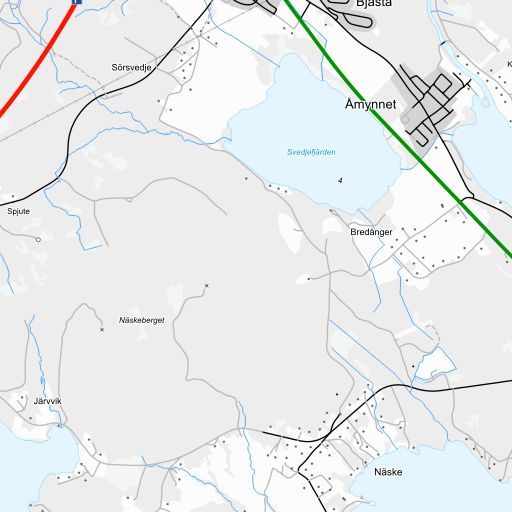 Bjästa
Sörsvedje
Åmynnet
Svedjefjärden
4
Spjute
Bredånger
Näskeberget
Järvvik
Näske